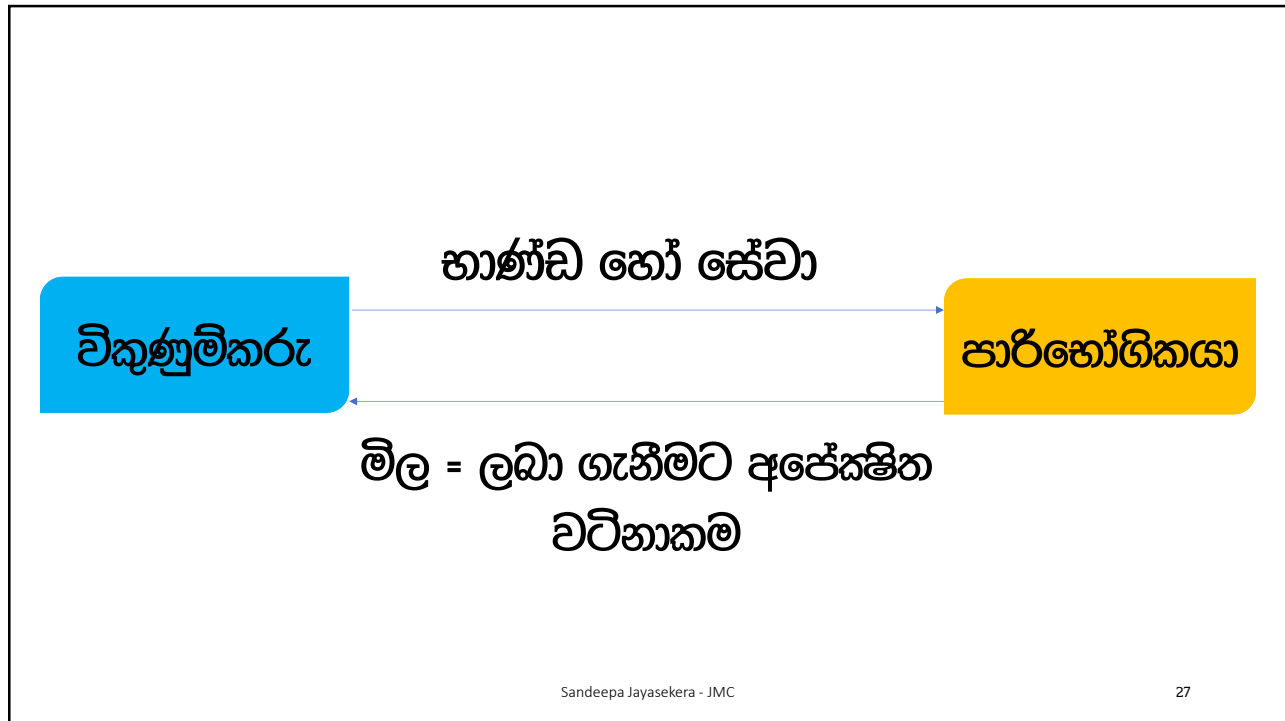 භාණ්ඩ හෝ සේවා
විකුණුම්කරු
පාරිභෝගිකයා
මිල = ලබා ගැනීමට අපේක්ෂිත
වටිනාකම
Sandeepa Jayasekera - JMC
27